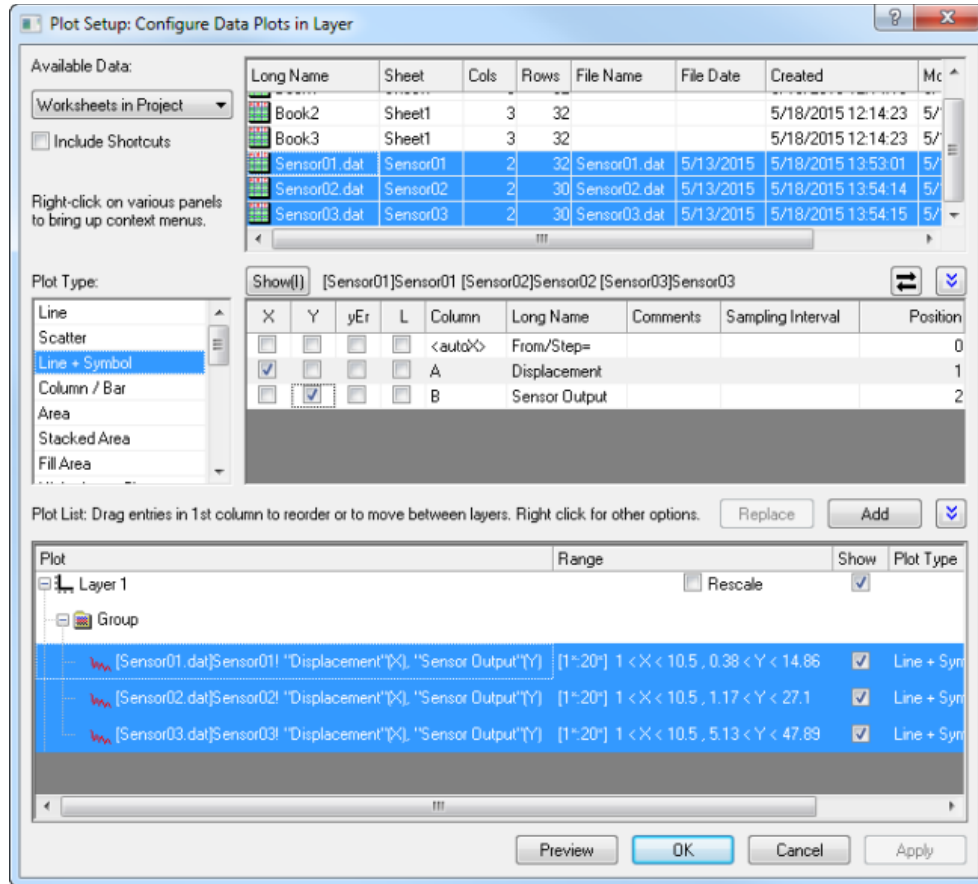 Plot Setup: Configure Data Plots in Layer
Available Data:
Worksheets in Project
Include Shortcuts
Right-click on various panels
to bring up context menus.
Long Name Sheet Cols Rows File Name File Date Created
Book2 Sheet1 3 32 5/18/2015 12:14:23 5/
Book3 Sheet1 3 32 5/18/2015 12:14:23 5/
Sensor01.dat Sensor01 2 32 Sensor01.dat 5/13/2015 5/18/2015 13:53:01 5/
Sensor02.dat Sensor02 2 30 Sensor02.dat 5/13/2015 5/18/2015 13:54:14 5/
Sensor03.dat Sensor03 2 30 Sensor03.dat 5/13/2015 5/18/2015 13:54:15 5/
Plot Type:
Line
Scatter
Line + Symbol
Column / Bar
Area
Stacked Area
Fill Area
Show(I) [Sensor01]Sensor01 [Sensor02]Sensor02 [Sensor03]Sensor03
X Y yEr L Column Long Name Comments Sampling Interval Position
<autoX> From/Step= 0
A Displacement 1
B Sensor Output 2
Plot List: Drag entries in 1st column to reorder or to move between layers. Right click for other options. Replace Add
Plot Range Show Plot Type
Layer 1 Rescale
Group
[Sensor01.dat]Sensor01! "Displacement"(X), "Sensor Output"(Y) [1*:20*] 1 < X < 10.5 , 0.38 < Y < 14.86 Line + Sym
[Sensor02.dat]Sensor02! "Displacement"(X), "Sensor Output"(Y) [1*:20*] 1 < X < 10.5 , 1.17 < Y < 27.1 Line + Sym
[Sensor03.dat]Sensor03! "Displacement"(X), "Sensor Output"(Y) [1*:20*] 1 < X < 10.5 , 5.13 < Y < 47.89 Line + Sym
Preview OK Cancel Apply